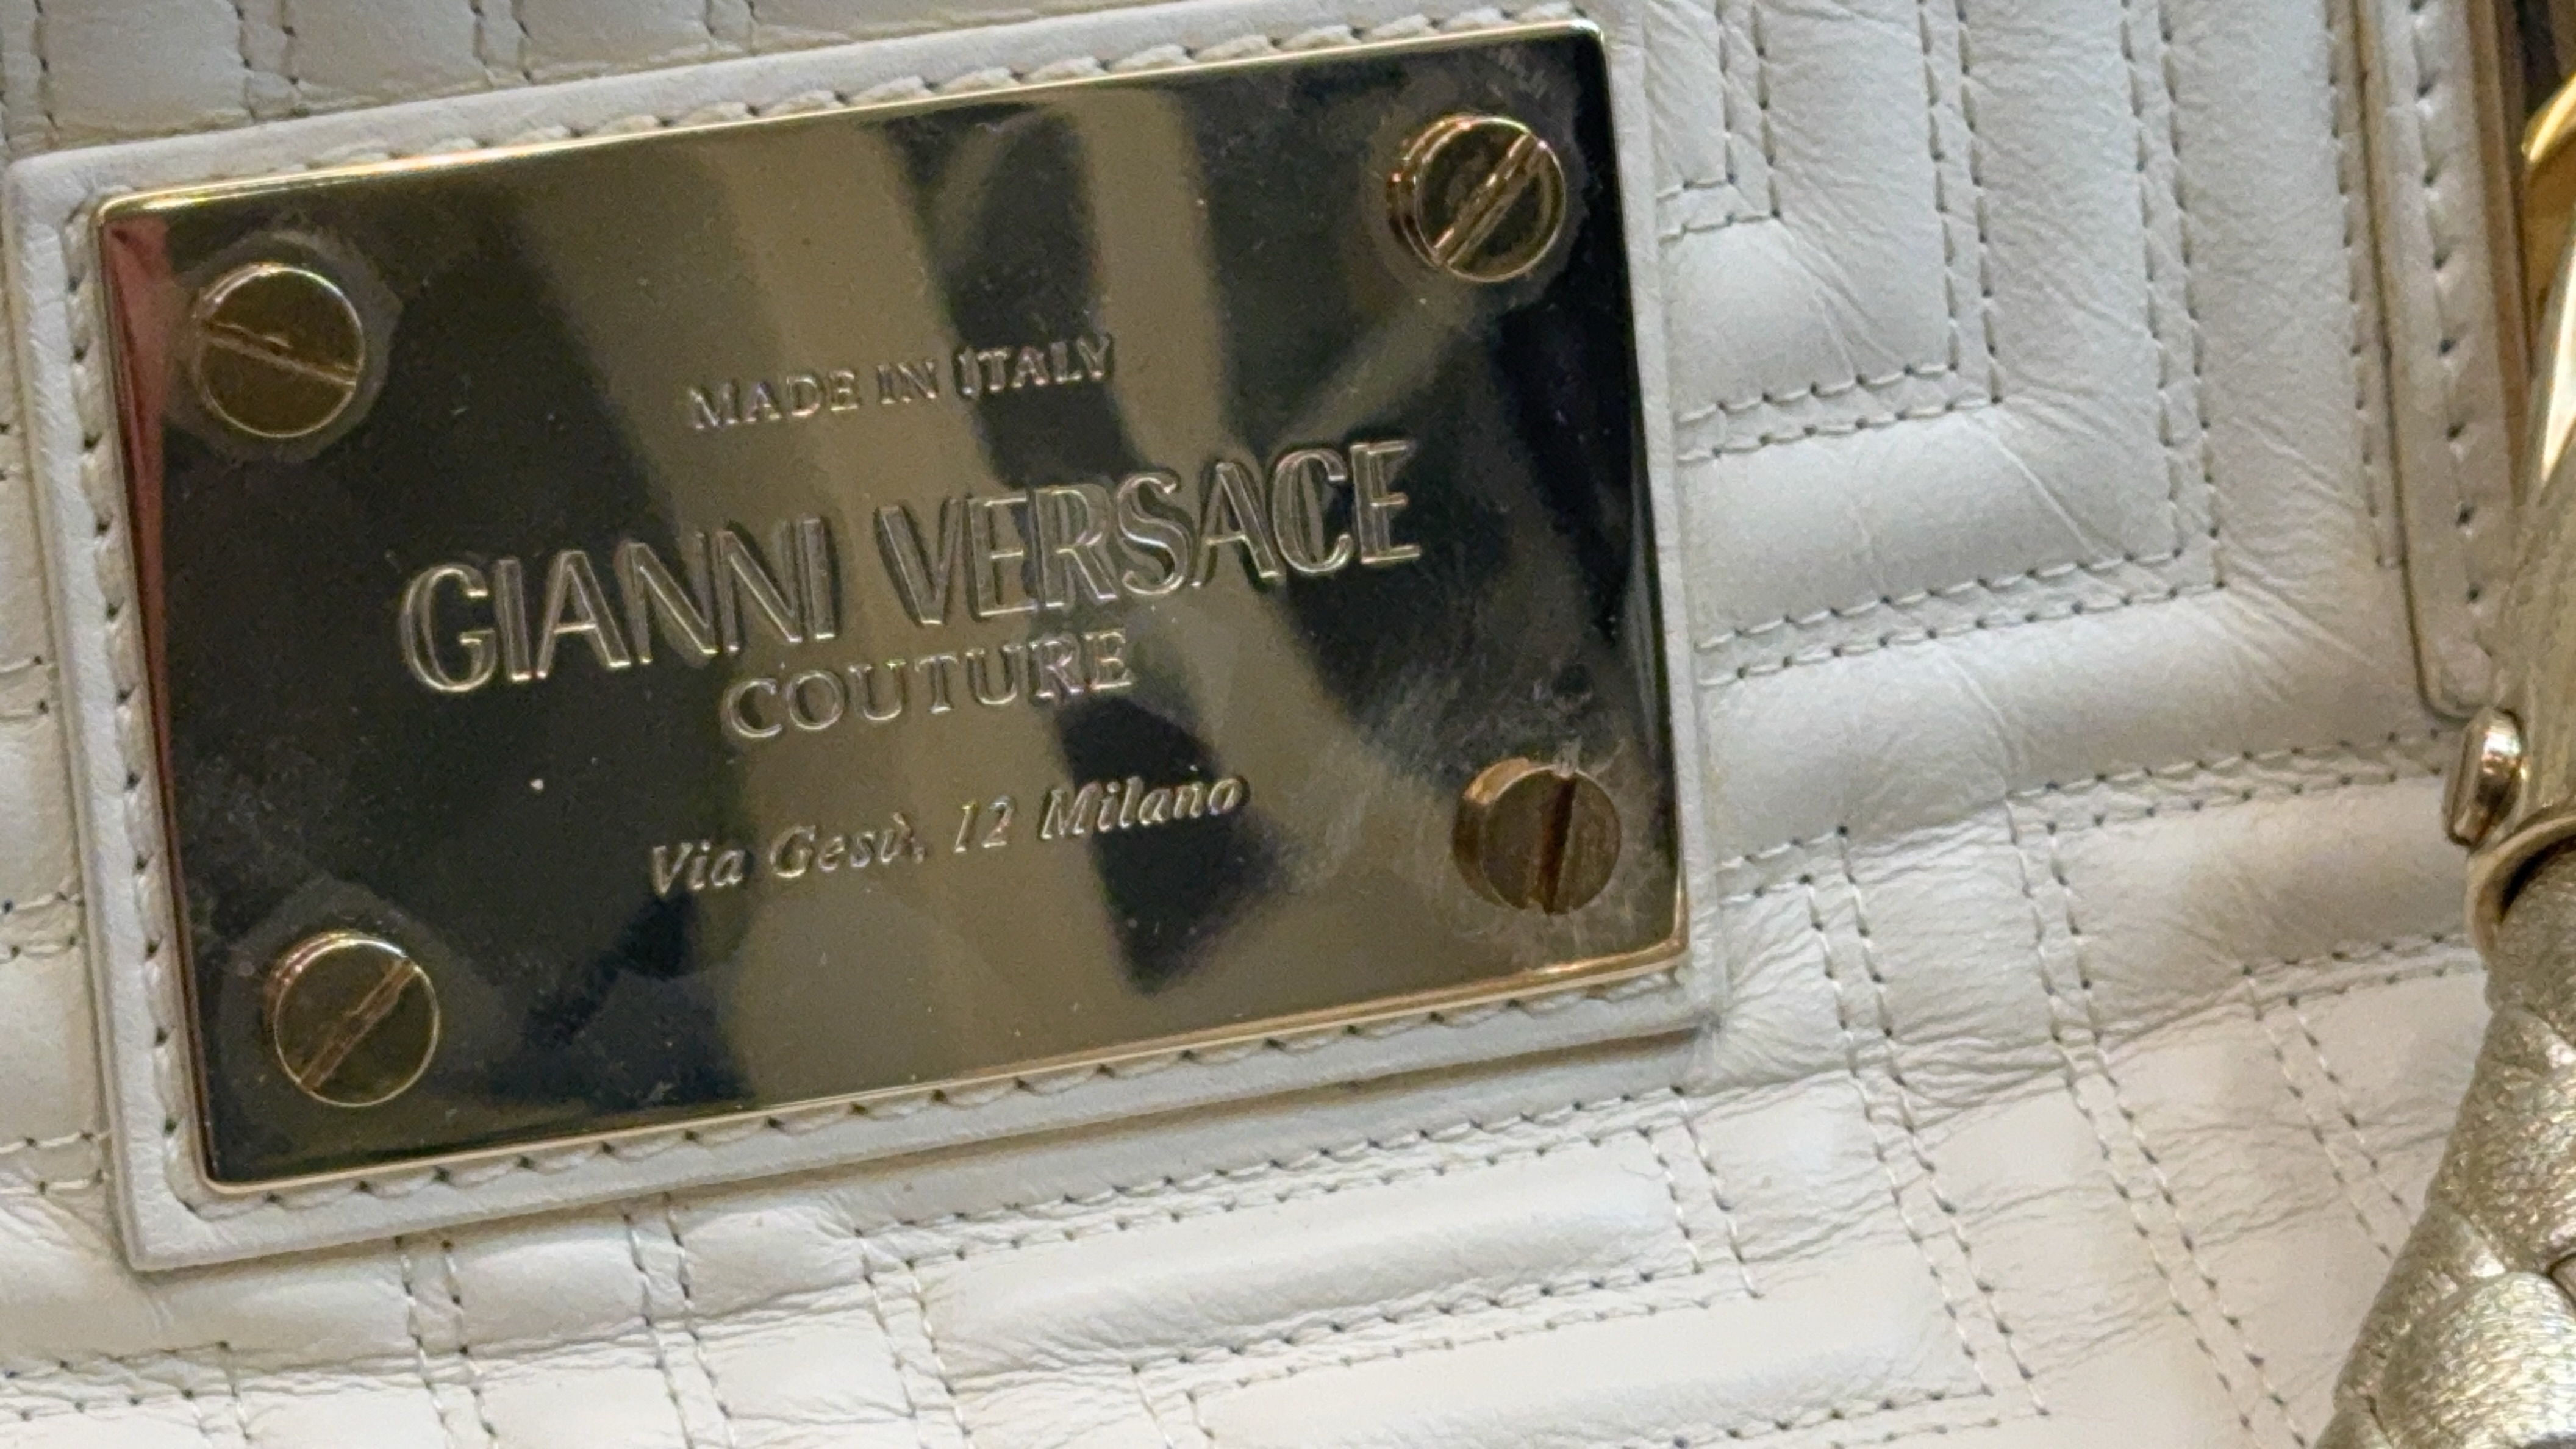 MADE IN ITALY
GIANNI VERSACE
COUTURE
Via Gesù, 12 Milano